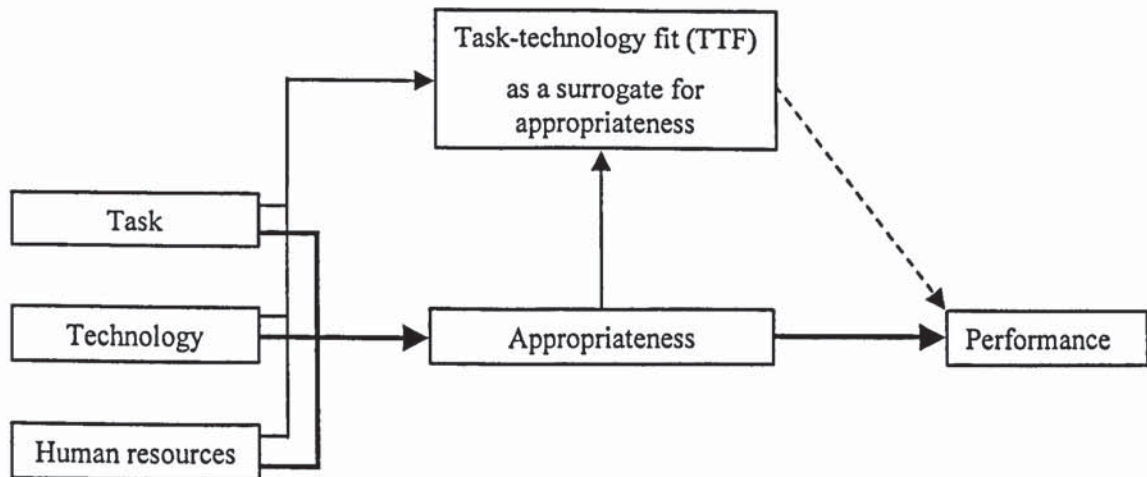 Task-technology fit (TTF)
as a surrogate for
appropriateness
Task
Technology
Appropriateness
Performance
Human resources